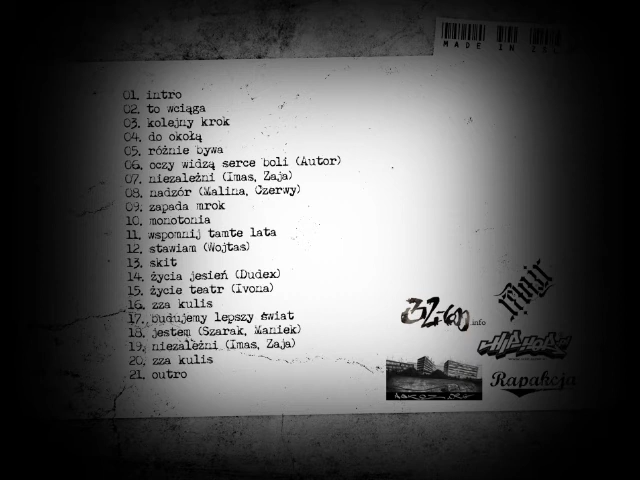 MADE IN
01. intro
02. to wciąga
03. kolejny krok
04. do okołą
05. różnie bywa
06. oczy widzą serce boli (Autor)
07. niezależni (Imas, Zaja)
08. nadzór (Malina, Czerwy)
09. zapada mrok
10. monotonia
11. wspomnij tamte lata
12. stawiam (Wojtas)
13. skit
14. życia jesień (Dudex)
15. życie teatr (Ivona)
16. zza kulis
17. budujemy lepszy świat
18. jestem (Szarak, Maniek)
19. niezależni (Imas, Zaja)
20. zza kulis
21. outro
32-600.info
Rapakcja